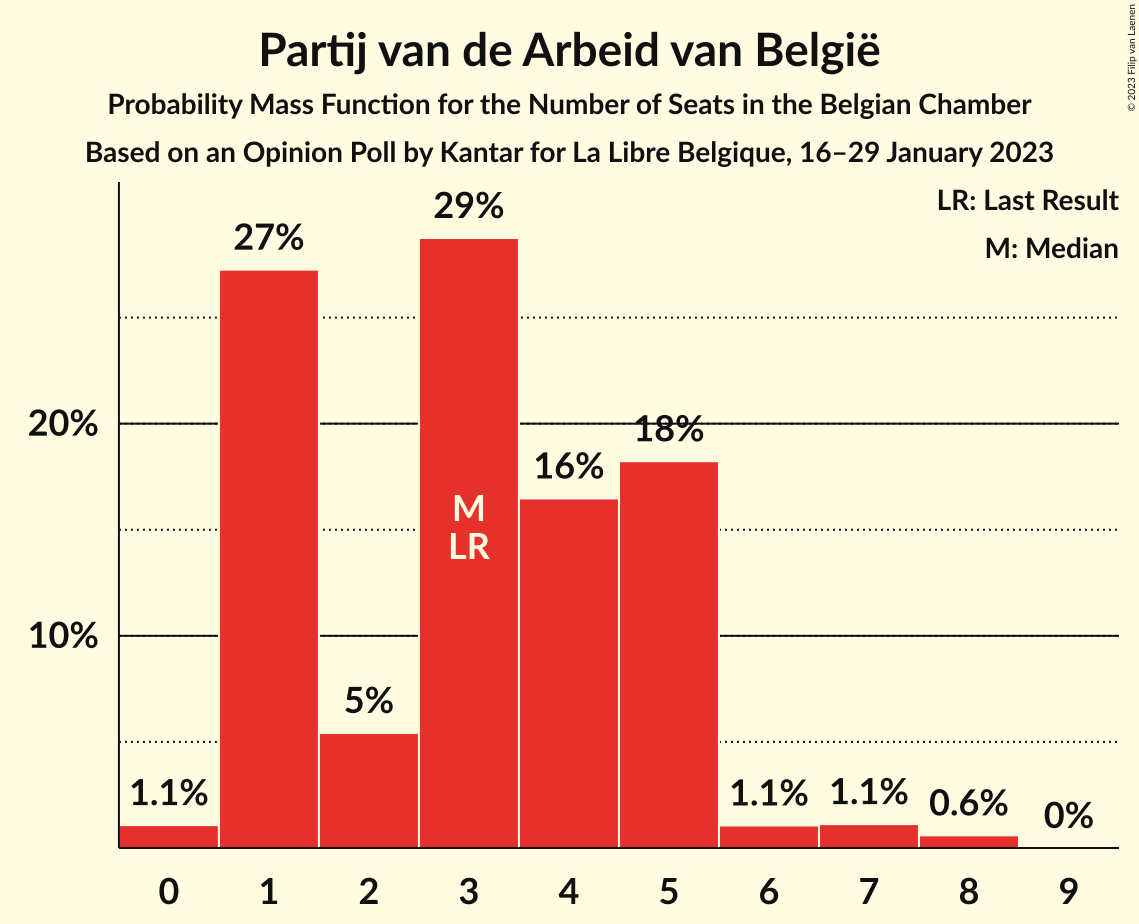 Partij van de Arbeid van België
Probability Mass Function for the Number of Seats in the Belgian Chamber
Based on an Opinion Poll by Kantar for La Libre Belgique, 16–29 January 2023
© 2023 Filip van Laenen
LR: Last Result
M: Median
29%
27%
20%
18%
16%
M
LR
10%
5%
1.1%
1.1%
1.1%
0.6%
0%
0 1 2 3 4 5 6 7 8 9